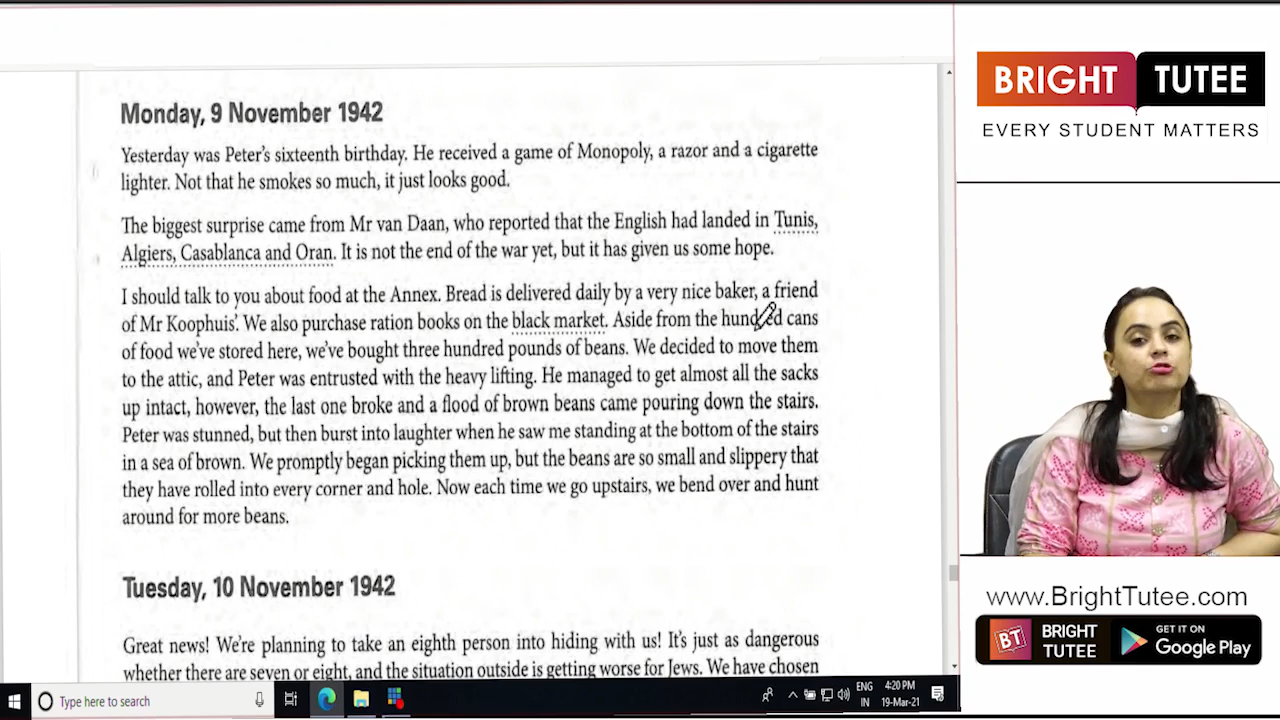 Monday, 9 November 1942
Yesterday was Peter's sixteenth birthday. He received a game of Monopoly, a razor and a cigarette
lighter. Not that he smokes so much, it just looks good.
The biggest surprise came from Mr van Daan, who reported that the English had landed in Tunis,
Algiers, Casablanca and Oran. It is not the end of the war yet, but it has given us some hope.
I should talk to you about food at the Annex. Bread is delivered daily by a very nice baker, a friend
of Mr Koophuis'. We also purchase ration books on the black market. Aside from the hundred cans
of food we've stored here, we've bought three hundred pounds of beans. We decided to move them
to the attic, and Peter was entrusted with the heavy lifting. He managed to get almost all the sacks
up intact, however, the last one broke and a flood of brown beans came pouring down the stairs.
Peter was stunned, but then burst into laughter when he saw me standing at the bottom of the stairs
in a sea of brown. We promptly began picking them up, but the beans are so small and slippery that
they have rolled into every corner and hole. Now each time we go upstairs, we bend over and hunt
around for more beans.
Tuesday, 10 November 1942
Great news! We're planning to take an eighth person into hiding with us! It's just as dangerous
whether there are seven or eight, and the situation outside is getting worse for Jews. We have chosen
Type here to search
ENG
IN
4:20 PM
19-Mar-21
BRIGHT TUTEE
EVERY STUDENT MATTERS
www.BrightTutee.com
BT
BRIGHT
TUTEE
GET IT ON
Google Play